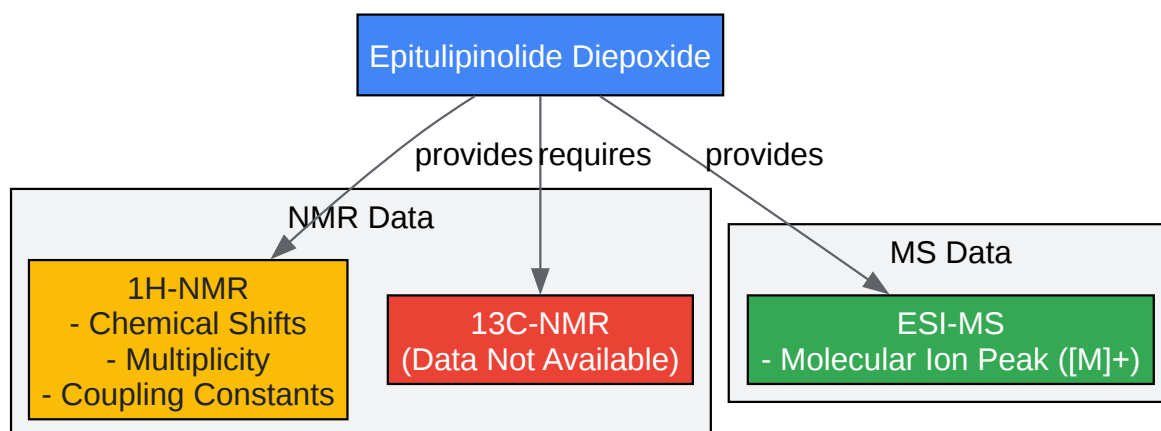 Epitulipinolide Diepoxide
provides requires provides
NMR Data
MS Data
1H-NMR
- Chemical Shifts
- Multiplicity
- Coupling Constants
13C-NMR
(Data Not Available)
ESI-MS
- Molecular Ion Peak ([M]+)